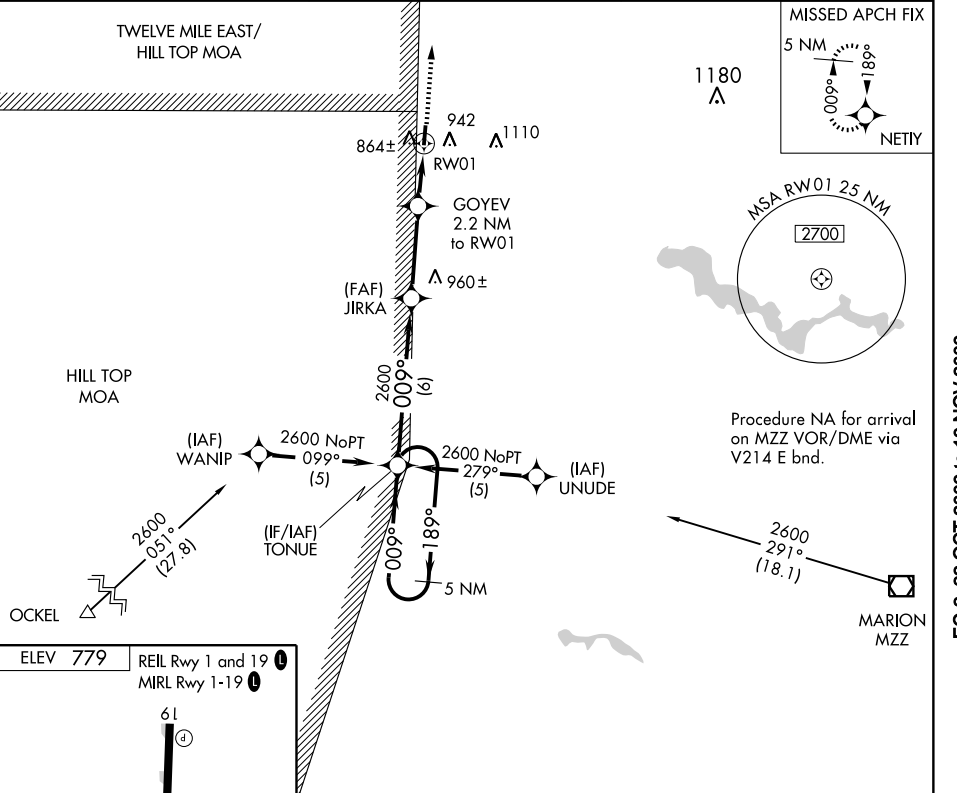 TWELVE MILE EAST/
HILL TOP MOA
MISSED APCH FIX
5 NM
009°
189°
NETIY
1180
942
864±
1110
RW01
GOYEV
2.2 NM
to RW01
MSA RW01 25 NM
2700
960±
(FAF)
JIRKA
HILL TOP
MOA
2600
009°
(6)
Procedure NA for arrival
on MZZ VOR/DME via
V214 E bnd.
(IAF)
WANIP
2600 NoPT
099°
(5)
2600 NoPT
279°
(5)
(IAF)
UNUDE
(IF/IAF)
TONUE
009°
189°
5 NM
2600
051°
(27.8)
OCKEL
2600
291°
(18.1)
MARION
MZZ
ELEV 779
REIL Rwy 1 and 19 L
MIRL Rwy 1-19 L
19
P